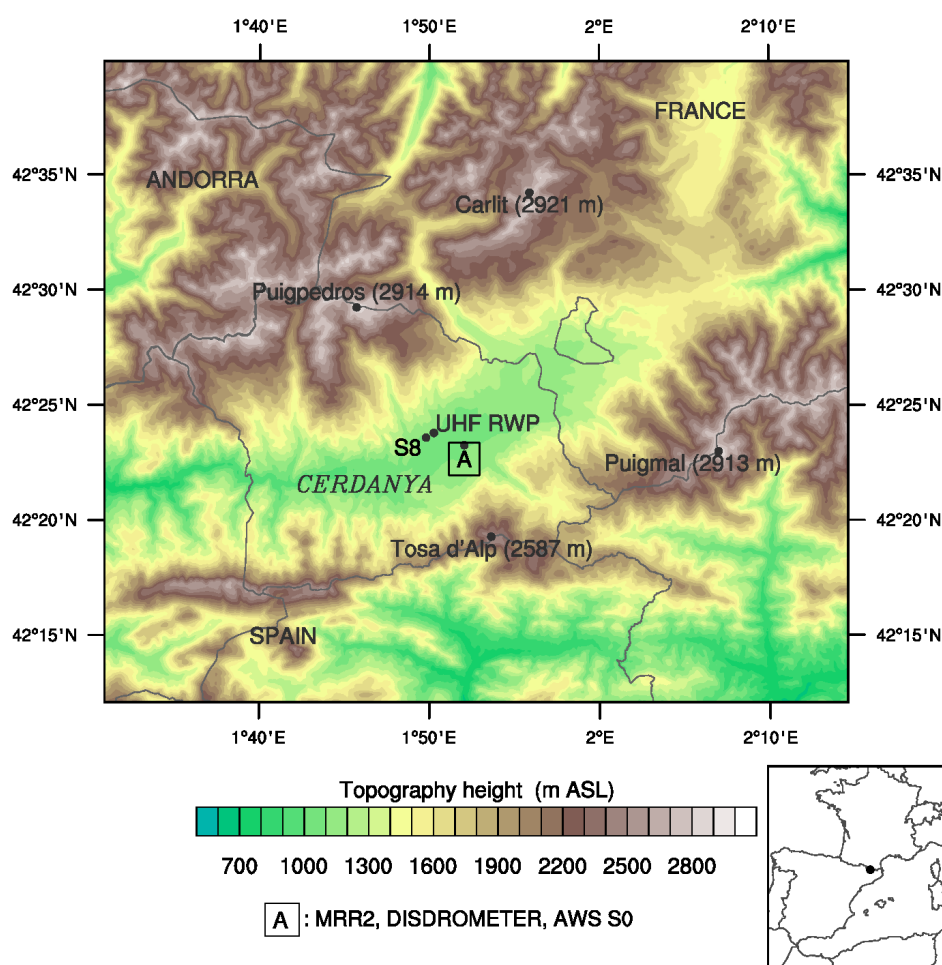 1°40'E 1°50'E 2°E 2°10'E
FRANCE
42°35'N ANDORRA 42°35'N
Carlit (2921 m)
42°30'N Puigpedros (2914 m) 42°30'N
42°25'N 42°25'N
UHF RWP
S8
A Puigmal (2913 m)
CERDANYA
42°20'N 42°20'N
Tosa d'Alp (2587 m)
42°15'N SPAIN 42°15'N
1°40'E 1°50'E 2°E 2°10'E
Topography height (m ASL)
700 1000 1300 1600 1900 2200 2500 2800
A : MRR2, DISDROMETER, AWS S0